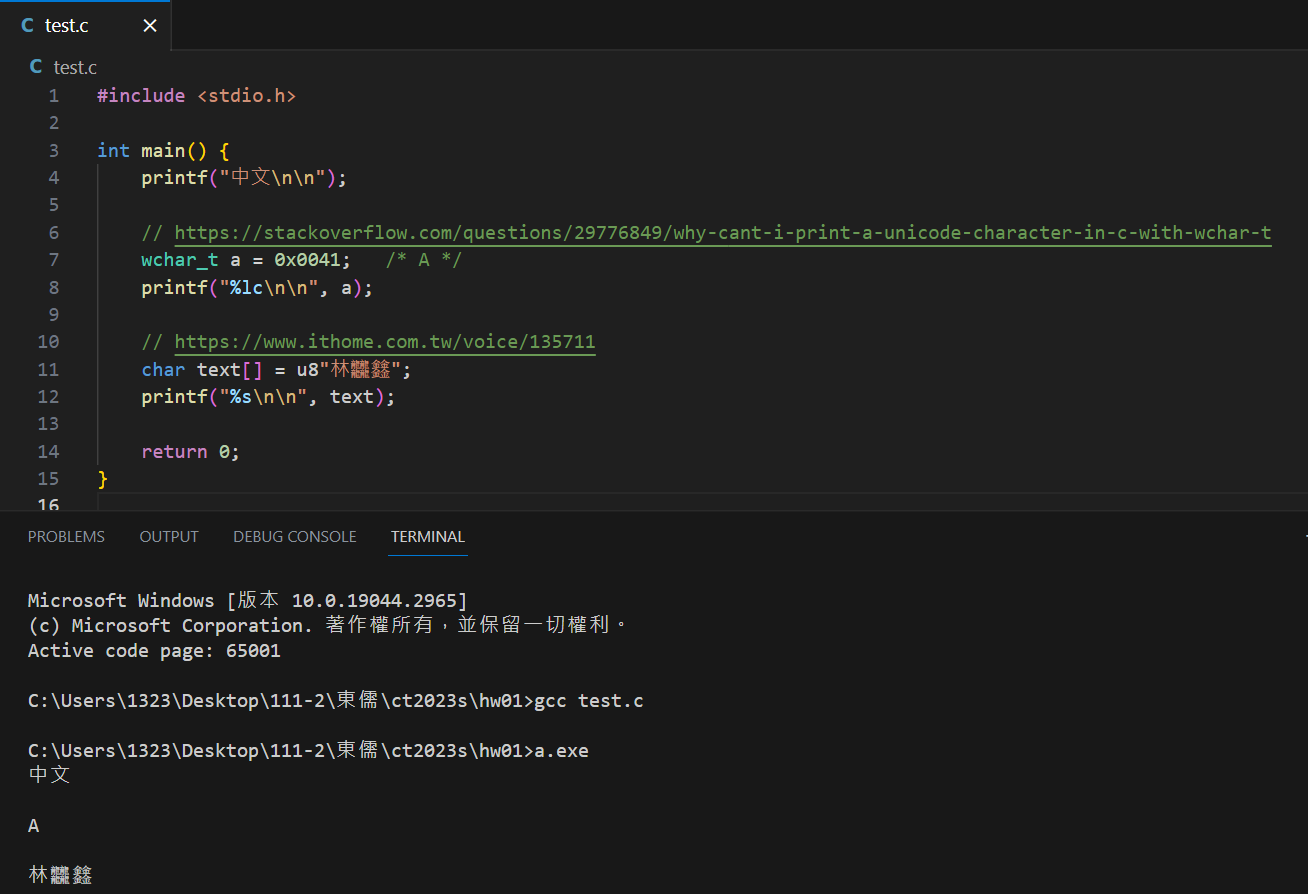 C test.c ×
C test.c
1 #include <stdio.h>
2
3 int main() {
4 printf("中文\n\n");
5
6 // https://stackoverflow.com/questions/29776849/why-cant-i-print-a-unicode-character-in-c-with-wchar-t
7 wchar_t a = 0x0041; /* A */
8 printf("%lc\n\n", a);
9
10 // https://www.ithome.com.tw/voice/135711
11 char text[] = u8"林龘鑫";
12 printf("%s\n\n", text);
13
14 return 0;
15 }
16
PROBLEMS OUTPUT DEBUG CONSOLE TERMINAL
Microsoft Windows [版本 10.0.19044.2965]
(c) Microsoft Corporation. 著作權所有，並保留一切權利。
Active code page: 65001
C:\Users\1323\Desktop\111-2\東儒\ct2023s\hw01>gcc test.c
C:\Users\1323\Desktop\111-2\東儒\ct2023s\hw01>a.exe
中文
A
林龘鑫